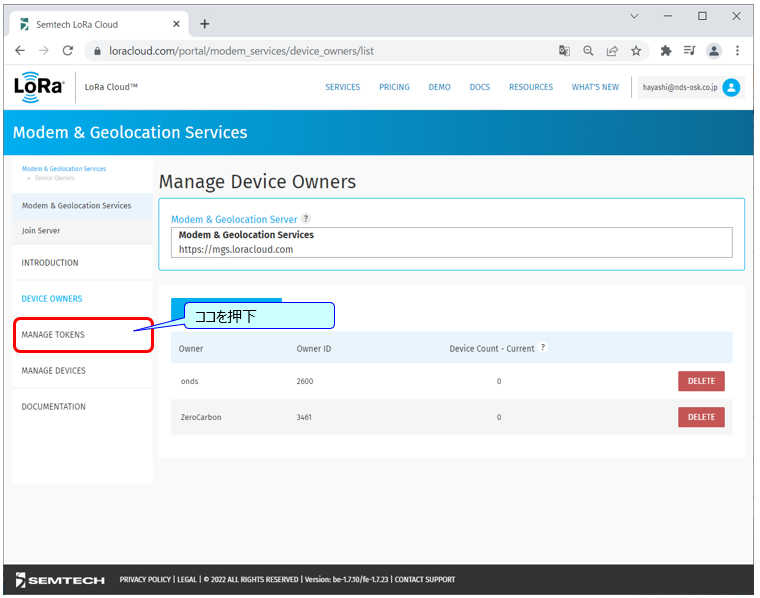 Semtech LoRa Cloud
loracloud.com/portal/modem_services/device_owners/list
LoRa
LoRa Cloud™
SERVICES
PRICING
DEMO
DOCS
RESOURCES
WHAT'S NEW
hayashi@nds-osk.co.jp
Modem & Geolocation Services
Modem & Geolocation Services
Device Owners
Modem & Geolocation Services
Join Server
INTRODUCTION
DEVICE OWNERS
MANAGE TOKENS
MANAGE DEVICES
DOCUMENTATION
Manage Device Owners
Modem & Geolocation Server ?
Modem & Geolocation Services
https://mgs.loracloud.com
ココを押下
Owner Owner ID Device Count - Current ?
onds 2600 0 DELETE
ZeroCarbon 3461 0 DELETE
SEMTECH
PRIVACY POLICY | LEGAL | © 2022 ALL RIGHTS RESERVED | Version: be-1.7.10/fe-1.7.23 | CONTACT SUPPORT